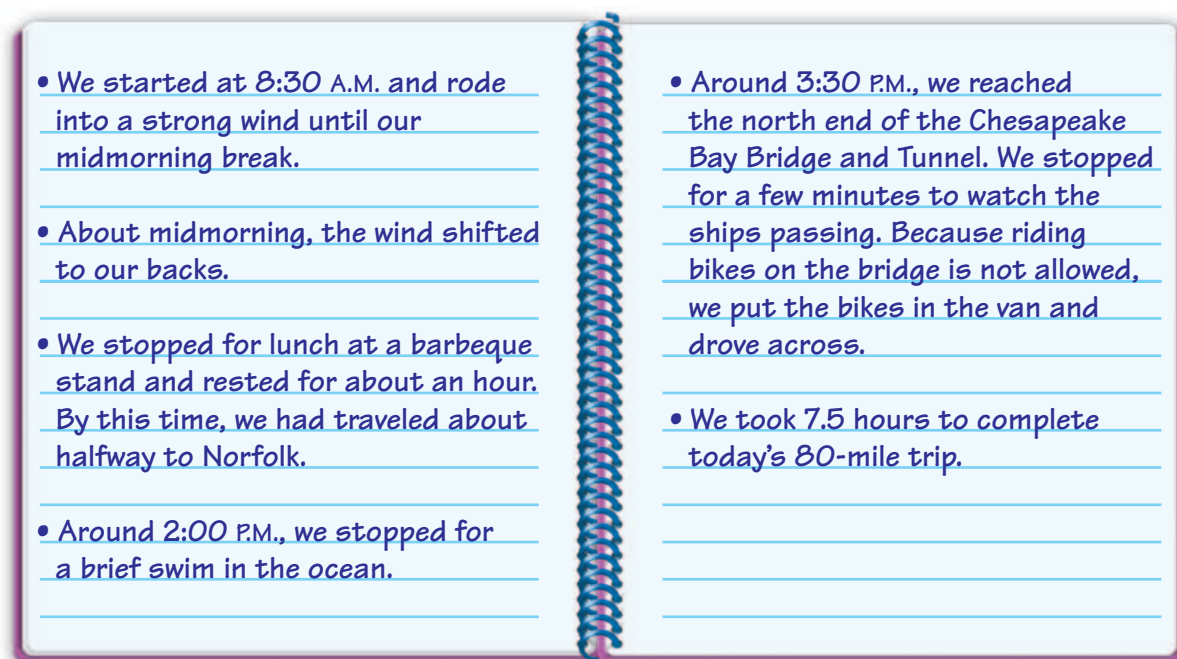 • We started at 8:30 A.M. and rode
into a strong wind until our
midmorning break.
• About midmorning, the wind shifted
to our backs.
• We stopped for lunch at a barbeque
stand and rested for about an hour.
By this time, we had traveled about
halfway to Norfolk.
• Around 2:00 P.M., we stopped for
a brief swim in the ocean.
• Around 3:30 P.M., we reached
the north end of the Chesapeake
Bay Bridge and Tunnel. We stopped
for a few minutes to watch the
ships passing. Because riding
bikes on the bridge is not allowed,
we put the bikes in the van and
drove across.
• We took 7.5 hours to complete
today's 80-mile trip.